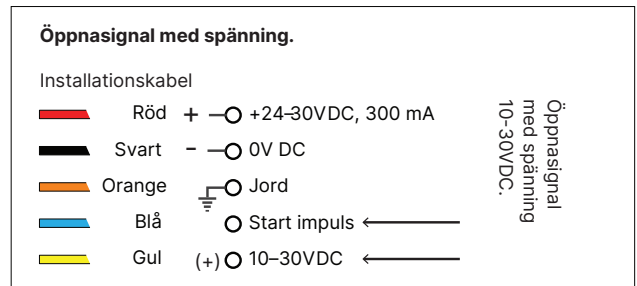 Öppnasignal med spänning.
Installationskabel
Röd + +24–30VDC, 300 mA
Svart - 0V DC
Orange Jord
Blå Start impuls
Gul (+) 10–30VDC
Öppnasignal
med spänning
10-30VDC.